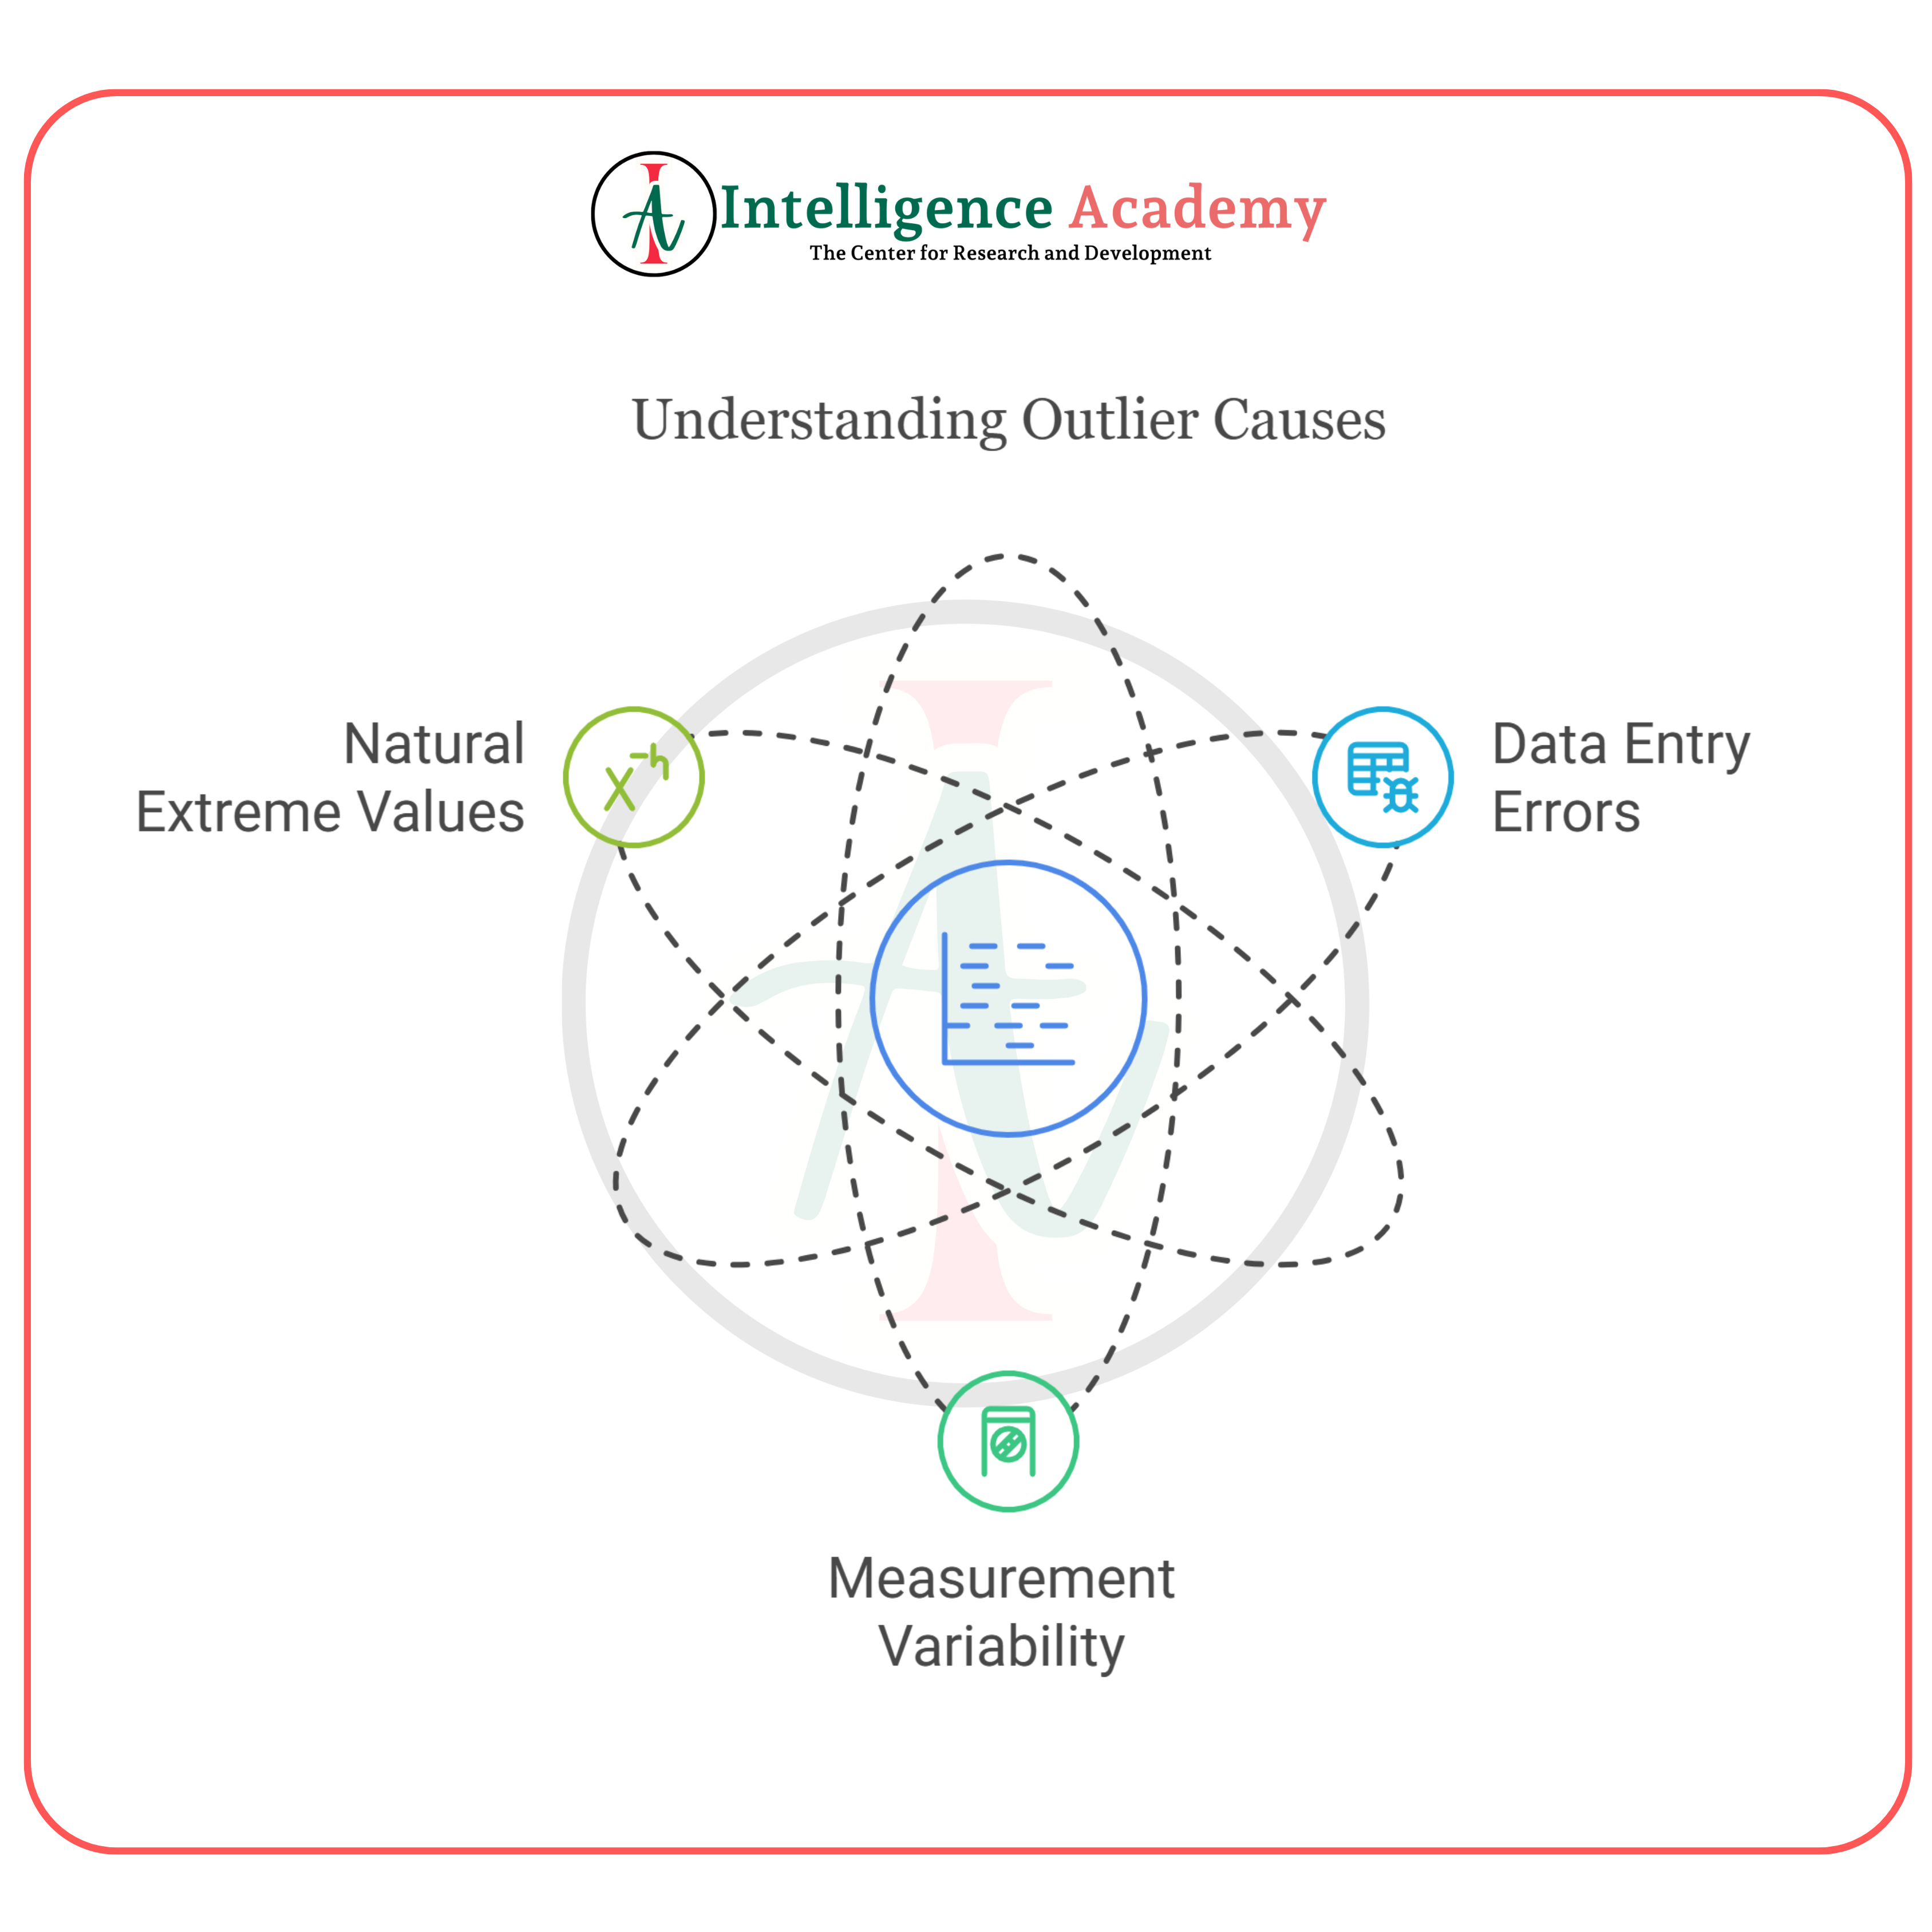 Intelligence Academy
The Center for Research and Development
Understanding Outlier Causes
Natural
Extreme Values
Data Entry
Errors
Measurement
Variability